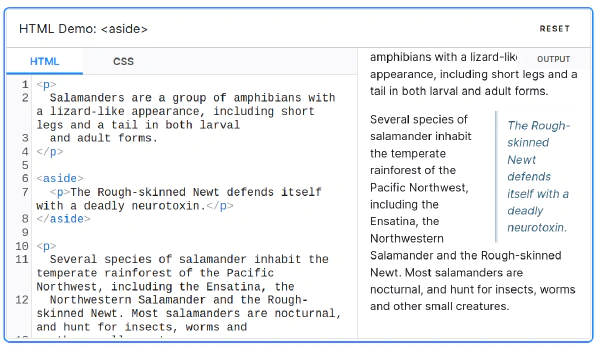 HTML Demo: <aside>
RESET
HTML
CSS
1 <p>
2 Salamanders are a group of amphibians with
a lizard-like appearance, including short
legs and a tail in both larval
3 and adult forms.
4 </p>
5
6 <aside>
7 <p>The Rough-skinned Newt defends itself
with a deadly neurotoxin.</p>
8 </aside>
9
10 <p>
11 Several species of salamander inhabit the
temperate rainforest of the Pacific
Northwest, including the Ensatina, the
12 Northwestern Salamander and the Rough-
skinned Newt. Most salamanders are nocturnal,
and hunt for insects, worms and
OUTPUT
amphibians with a lizard-like
appearance, including short legs and a
tail in both larval and adult forms.
Several species of
salamander inhabit
the temperate
rainforest of the
Pacific Northwest,
including the
Ensatina, the
Northwestern
The Rough-
skinned
Newt
defends
itself with a
deadly
neurotoxin.
Salamander and the Rough-skinned
Newt. Most salamanders are
nocturnal, and hunt for insects, worms
and other small creatures.